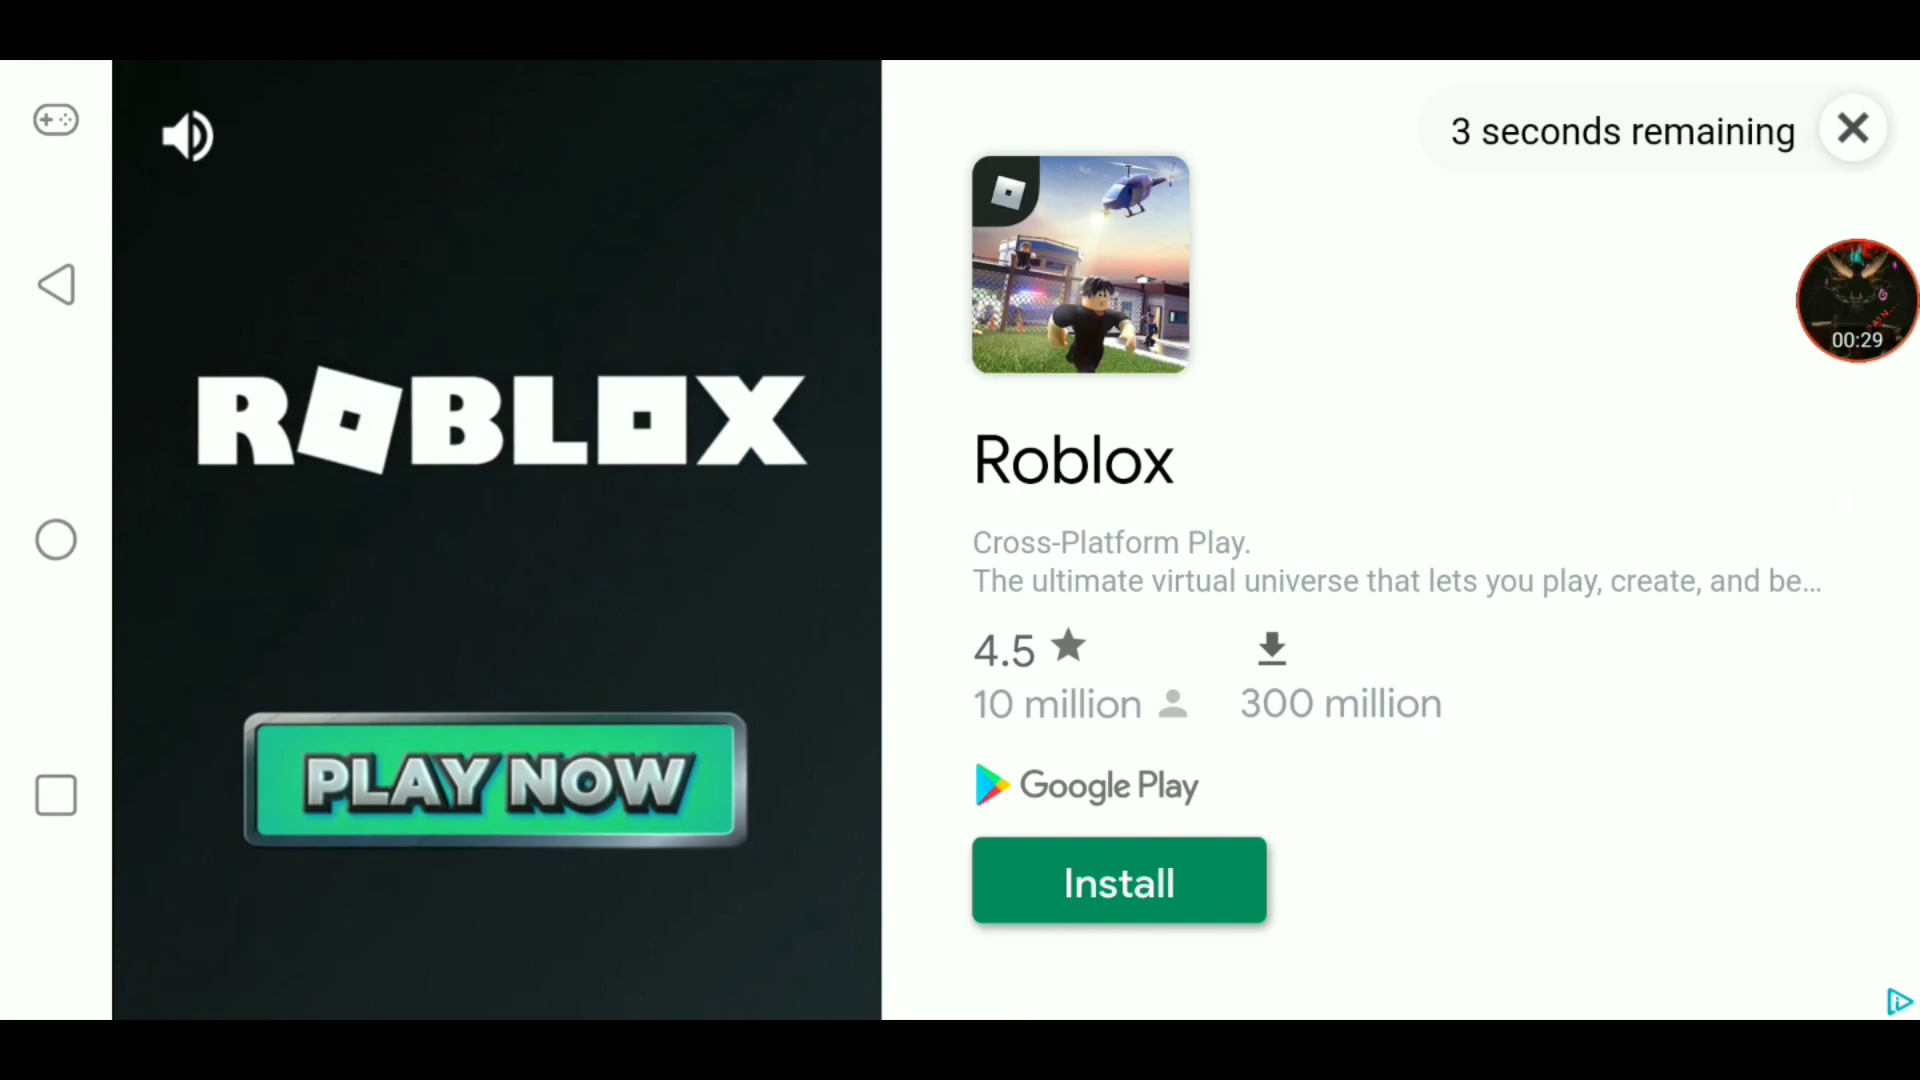 3 seconds remaining
ROBLOX
00:29
Roblox
Cross-Platform Play.
The ultimate virtual universe that lets you play, create, and be...
4.5
10 million
300 million
PLAY NOW
Google Play
Install